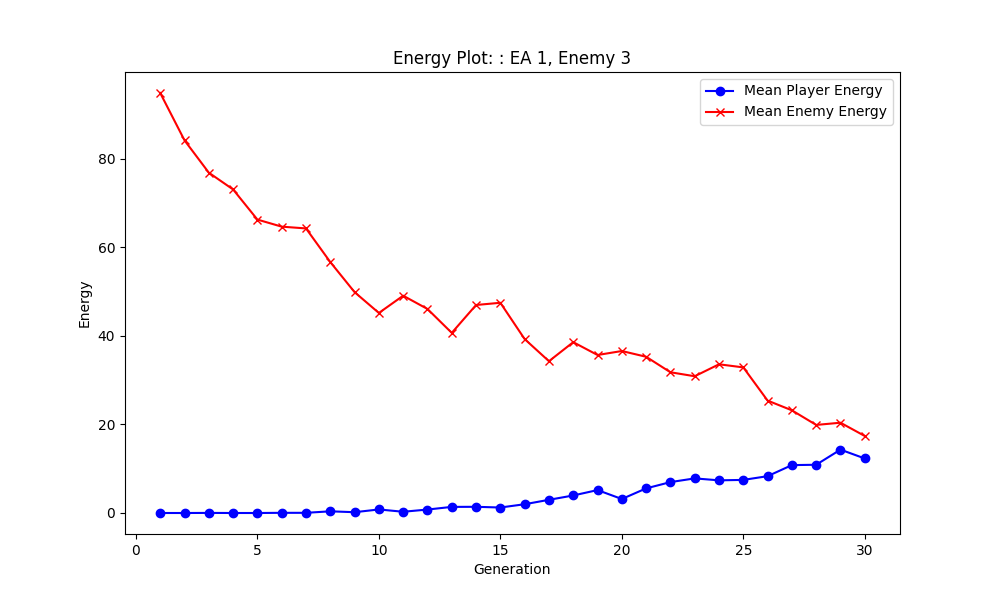 Energy Plot: : EA 1, Enemy 3
Mean Player Energy
Mean Enemy Energy
80
60
40
20
0
Energy
0 5 10 15 20 25 30
Generation